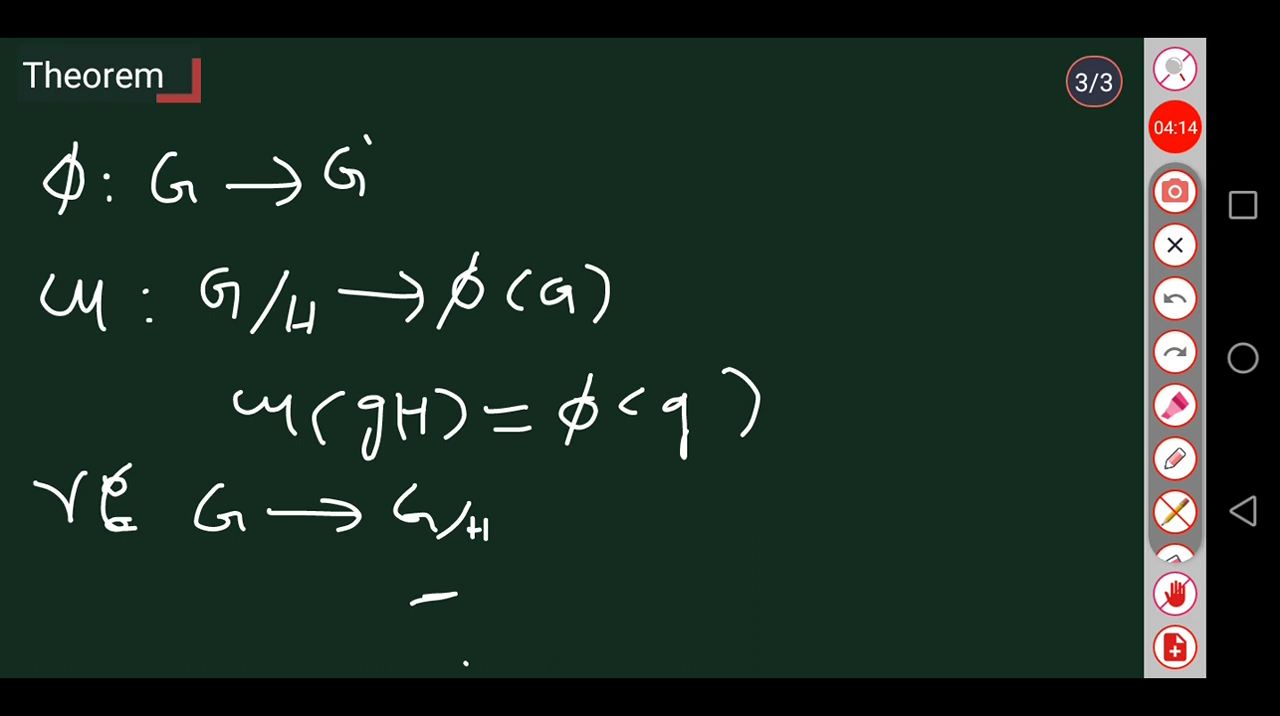 Theorem
3/3
04:14
φ: G → G'
μ: G/H → φ(G)
μ(gH) = φ(g)
G → G/H